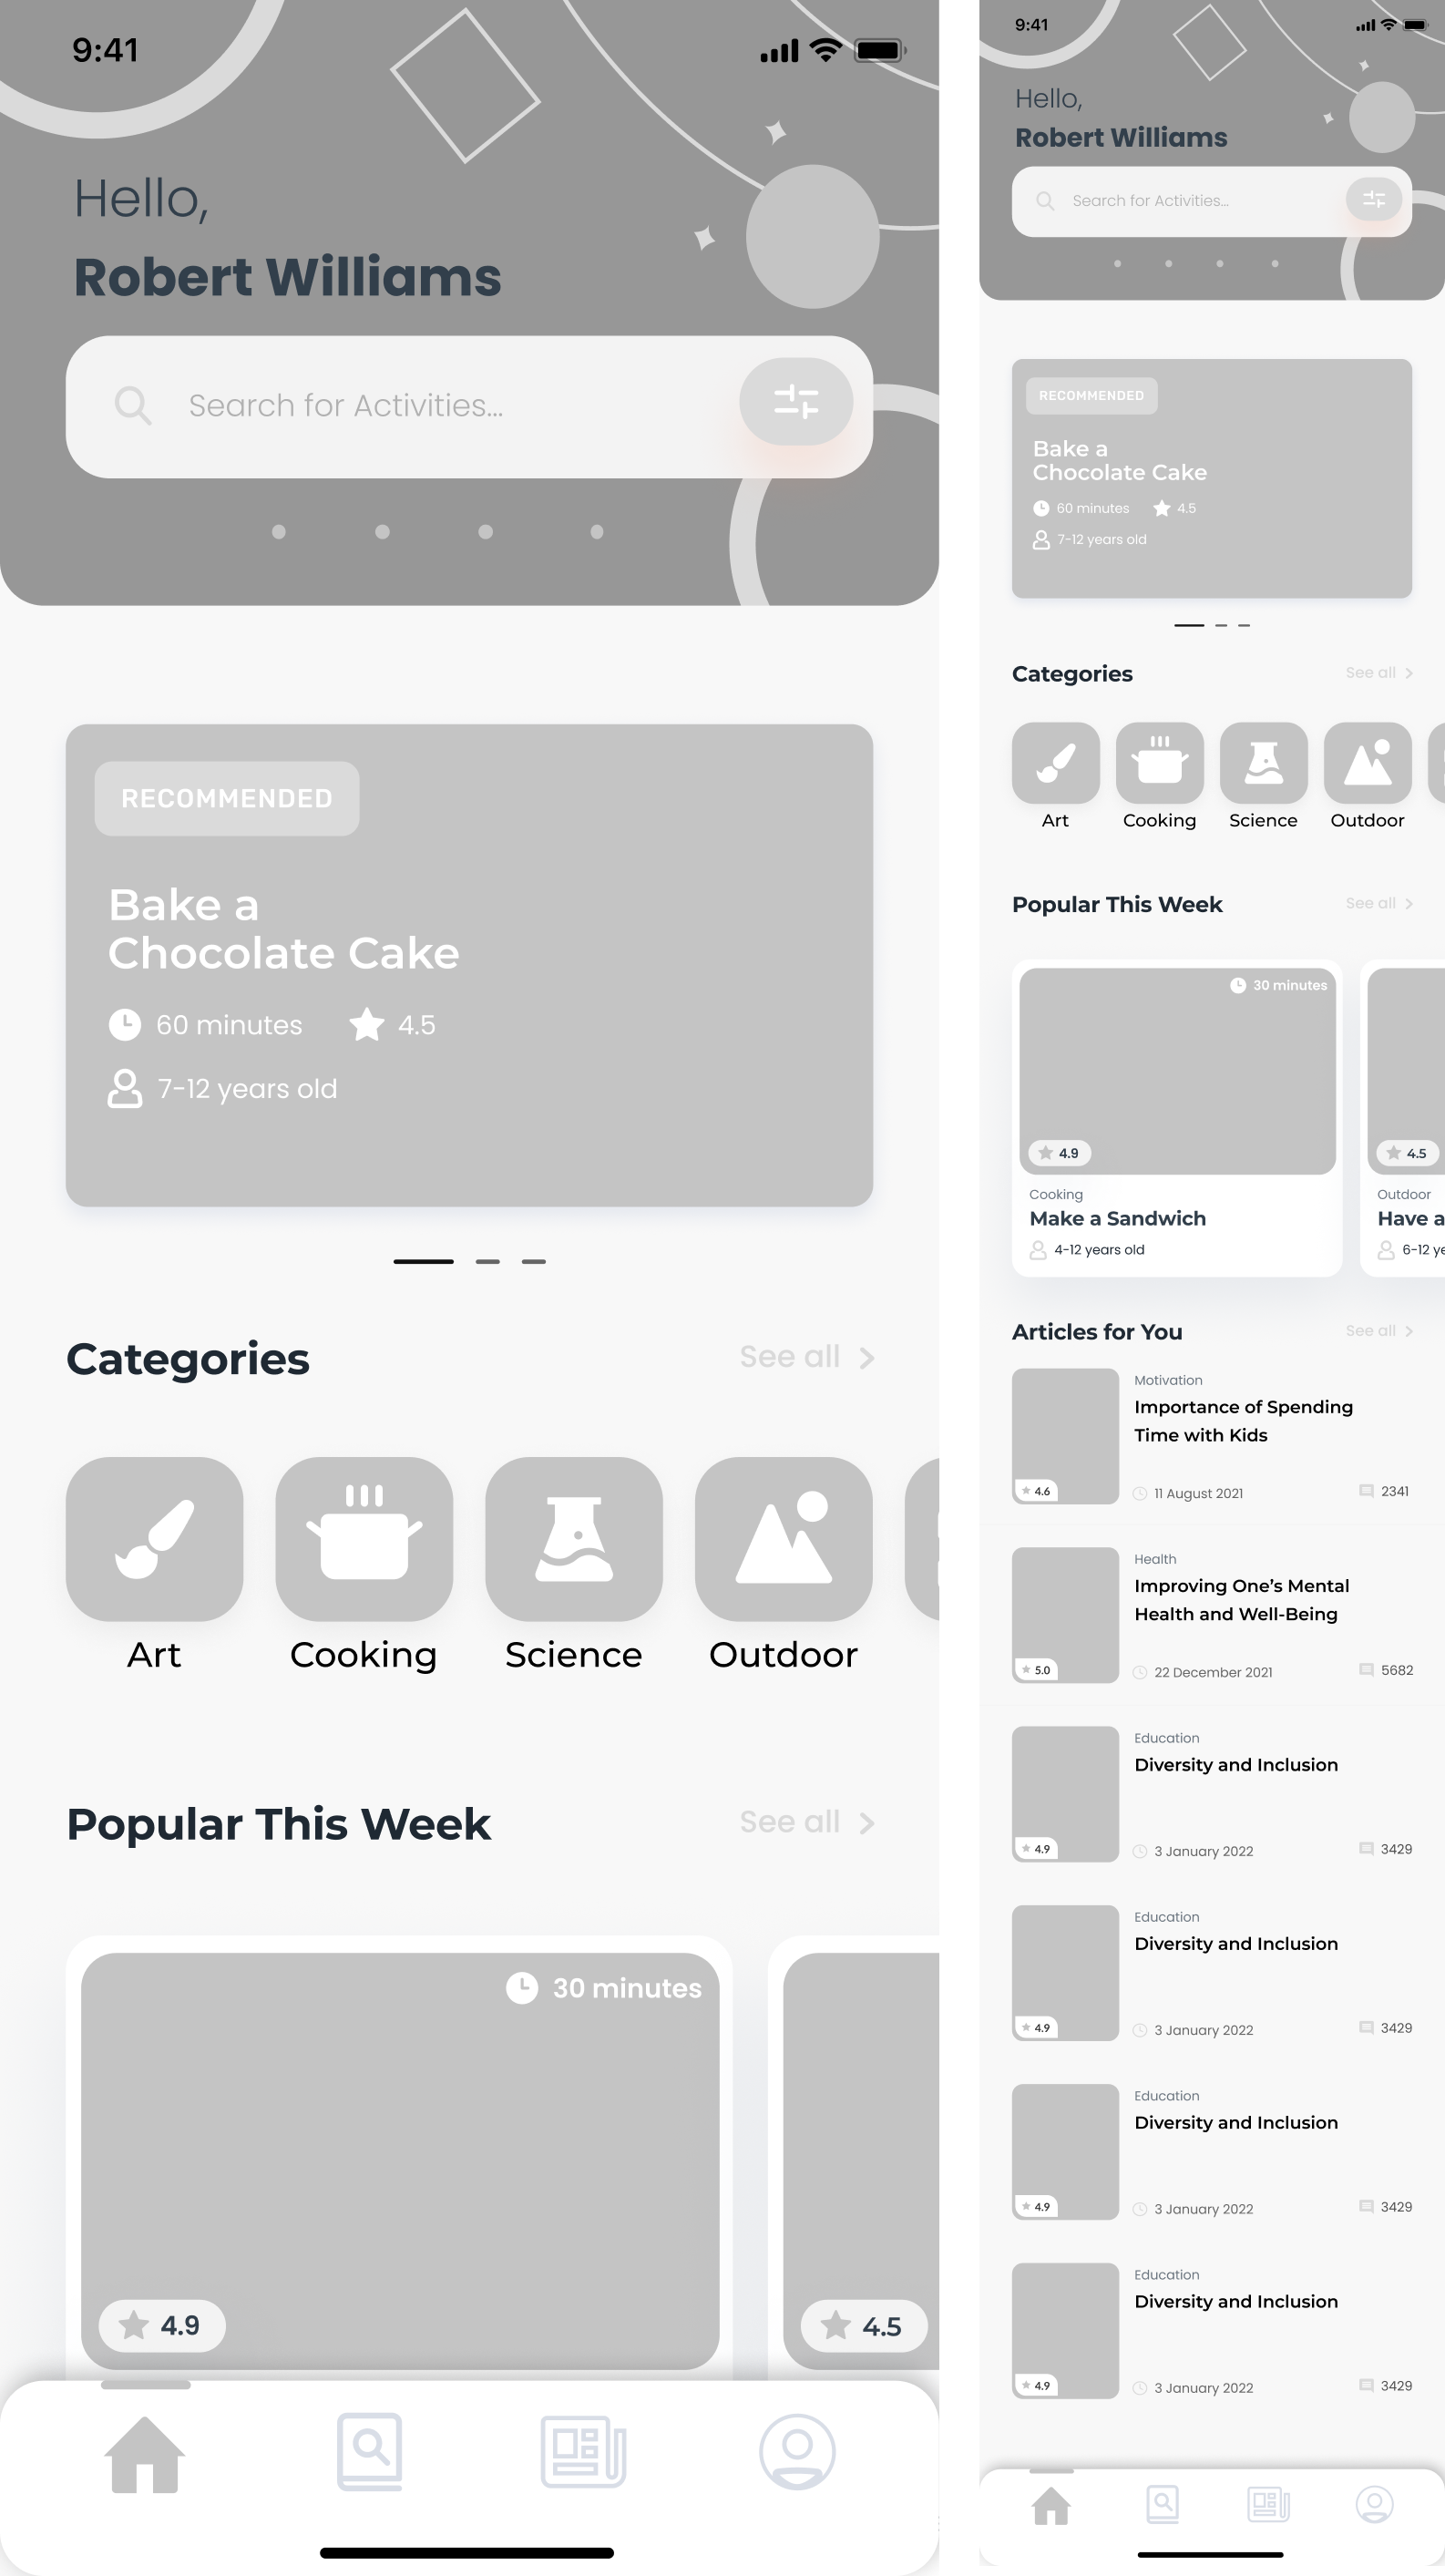 9:41
Hello,
Robert Williams
Search for Activities...
RECOMMENDED
Bake a
Chocolate Cake
60 minutes 4.5
7-12 years old
Categories See all
Art Cooking Science Outdoor
Popular This Week See all
30 minutes
4.9 4.5
9:41
Hello,
Robert Williams
Search for Activities...
RECOMMENDED
Bake a
Chocolate Cake
60 minutes 4.5
7-12 years old
Categories See all
Art Cooking Science Outdoor
Popular This Week See all
30 minutes
4.9 4.5
Cooking Outdoor
Make a Sandwich Have a
4-12 years old 6-12 ye
Articles for You See all
Motivation
Importance of Spending
Time with Kids
4.6 11 August 2021 2341
Health
Improving One’s Mental
Health and Well-Being
5.0 22 December 2021 5682
Education
Diversity and Inclusion
4.9 3 January 2022 3429
Education
Diversity and Inclusion
4.9 3 January 2022 3429
Education
Diversity and Inclusion
4.9 3 January 2022 3429
Education
Diversity and Inclusion
4.9 3 January 2022 3429